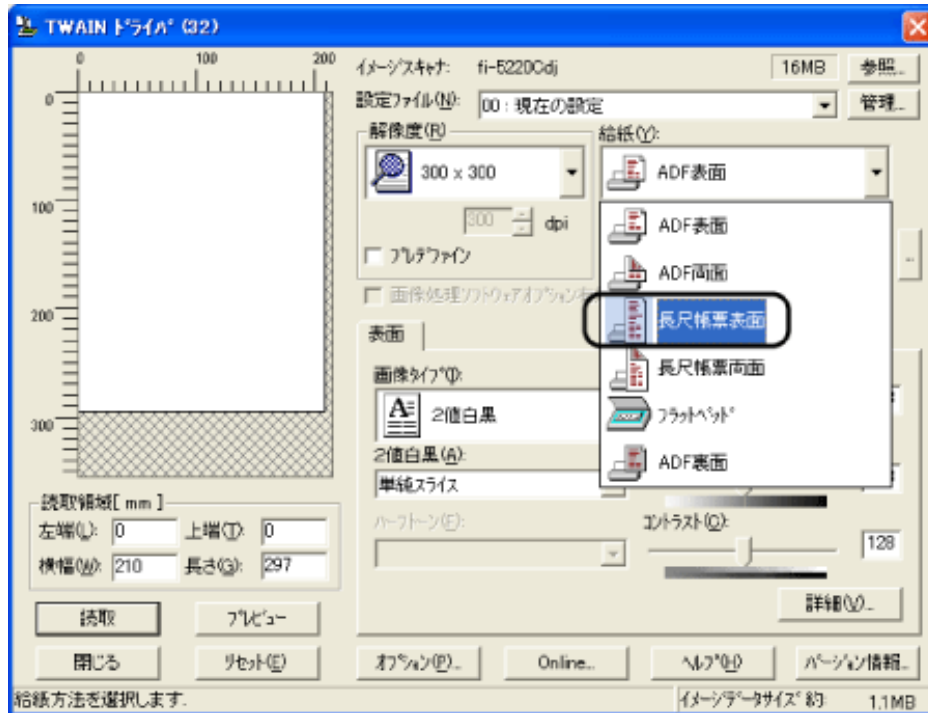 TWAIN ドライバ (32)
0 100 200
0
100
200
300
イメージスキャナ: fi-5220Cdj 16MB 参照...
設定ファイル(N): 00 : 現在の設定 管理...
解像度(R)
300 x 300
300 dpi
プレデファイン
給紙(Y):
ADF表面
ADF表面
ADF両面
長尺帳票表面
長尺帳票両面
フラットベッド
ADF裏面
...
画像処理ソフトウェアオプション
表面
画像タイプ(I):
2値白黒
2値白黒(A):
単純スライス
ハーフトーン(F):
コントラスト(O):
128
詳細(V)...
読取領域[ mm ]
左端(L): 0 上端(T): 0
横幅(W): 210 長さ(G): 297
読取 プレビュー
閉じる リセット(E) オプション(P)... Online... ヘルプ(H) バージョン情報...
給紙方法を選択します. イメージデータサイズ 約: 1.1MB